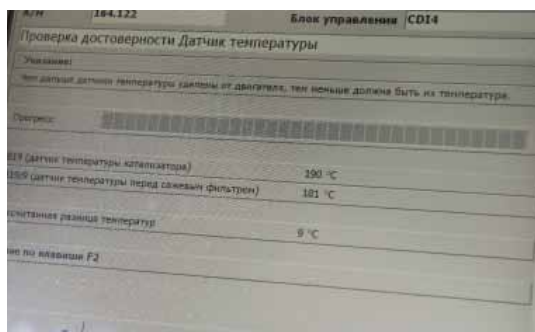 А/М 164.122 Блок управления CDI4
Проверка достоверности Датчик температуры
Указание:
Чем дальше датчики температуры удалены от двигателя, тем меньше должна быть их температура.
Прогресс
B19 (датчик температуры катализатора) 190 °C
(датчик температуры перед сажевым фильтром) 181 °C
разница температур 9 °C
по клавише F2